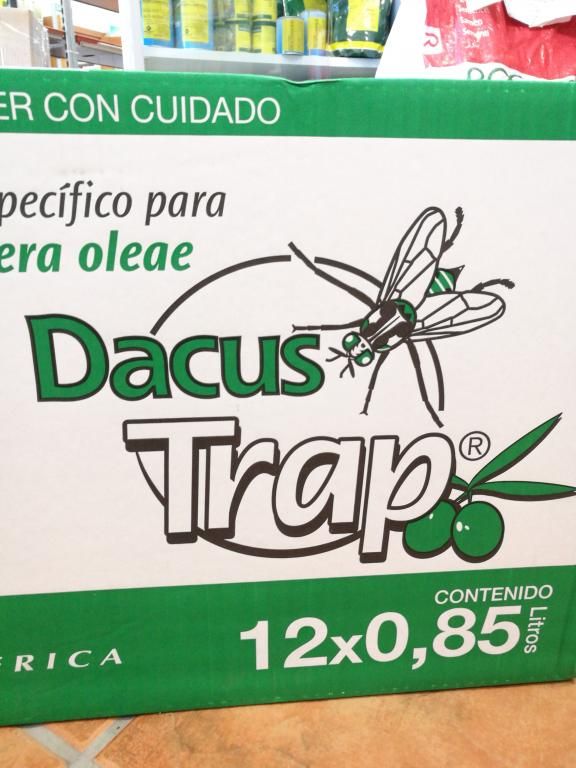 ER CON CUIDADO
pecífico para
era oleae
Dacus
Trap®
CONTENIDO
12x0,85 Litros
ERICA